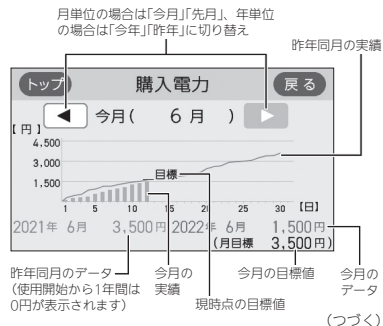 月単位の場合は｢今月｣｢先月｣、年単位
の場合は｢今年｣｢昨年｣に切り替え
昨年同月の実績
トップ
購入電力
戻る
今月( 6 月 )
【円】
4,500
3,000
1,500
目標
1 5 10 15 20 25 30 【日】
2021年 6月 3,500円 2022年 6月 1,500円
(月目標 3,500円)
昨年同月のデータ
(使用開始から1年間は
0円が表示されます)
今月の
実績
現時点の目標値
今月の目標値
今月の
データ
(つづく)